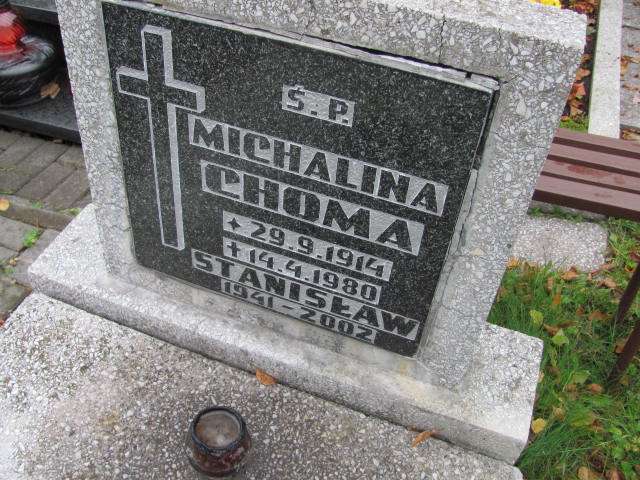 Ś.P.
MICHALINA
CHOMA
✦ 29.9.1914
✝ 14.4.1980
STANISŁAW
1941-2002